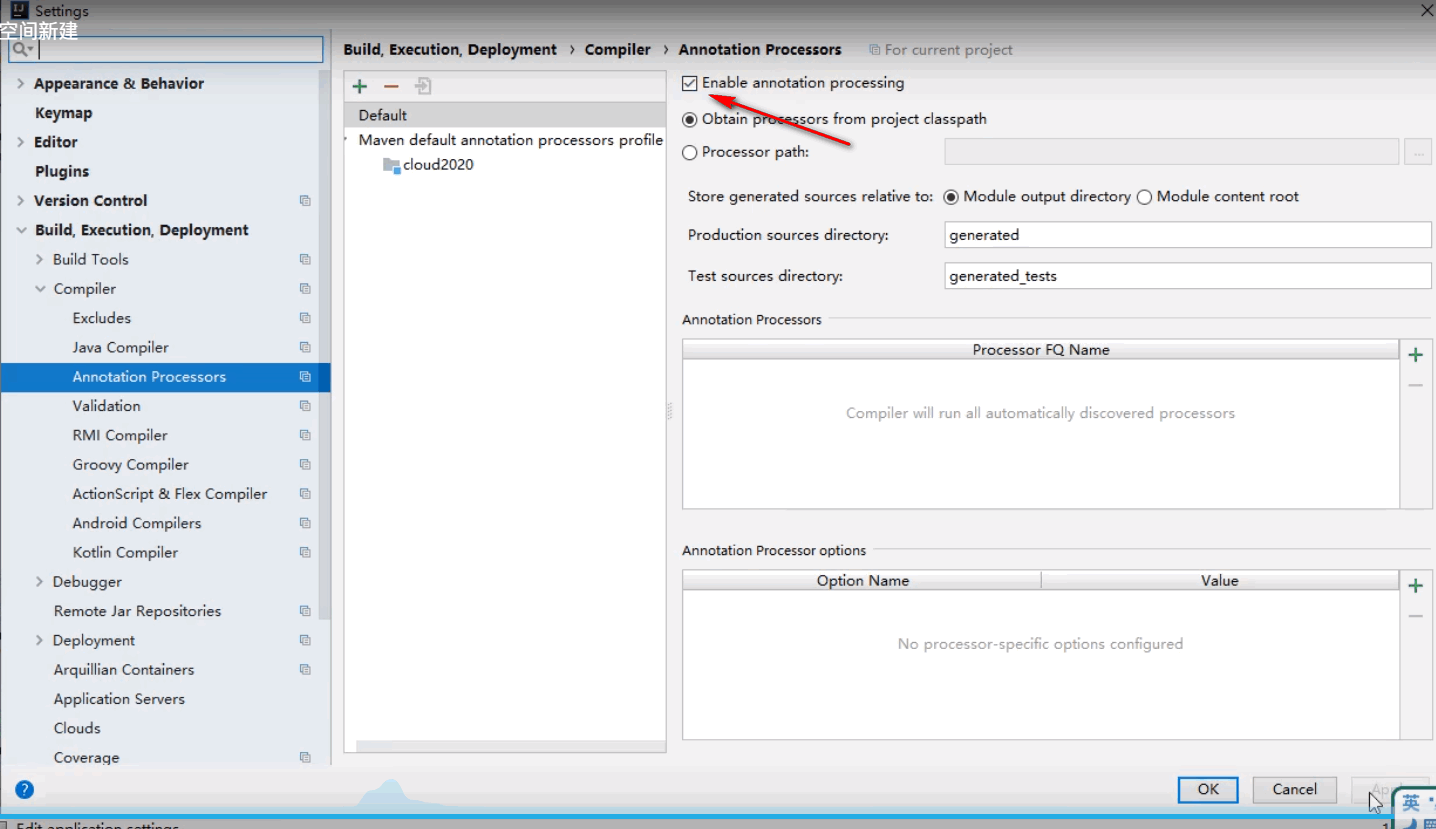 Settings
空间新建
Build, Execution, Deployment › Compiler › Annotation Processors For current project
Appearance & Behavior
Keymap
Editor
Plugins
Version Control
Build, Execution, Deployment
Build Tools
Compiler
Excludes
Java Compiler
Annotation Processors
Validation
RMI Compiler
Groovy Compiler
ActionScript & Flex Compiler
Android Compilers
Kotlin Compiler
Debugger
Remote Jar Repositories
Deployment
Arquillian Containers
Application Servers
Clouds
Coverage
Default
Maven default annotation processors profile
cloud2020
Enable annotation processing
Obtain processors from project classpath
Processor path:
...
Store generated sources relative to: Module output directory Module content root
Production sources directory: generated
Test sources directory: generated_tests
Annotation Processors
Processor FQ Name
Compiler will run all automatically discovered processors
Annotation Processor options
Option Name Value
No processor-specific options configured
? OK Cancel
英
Edit application settings